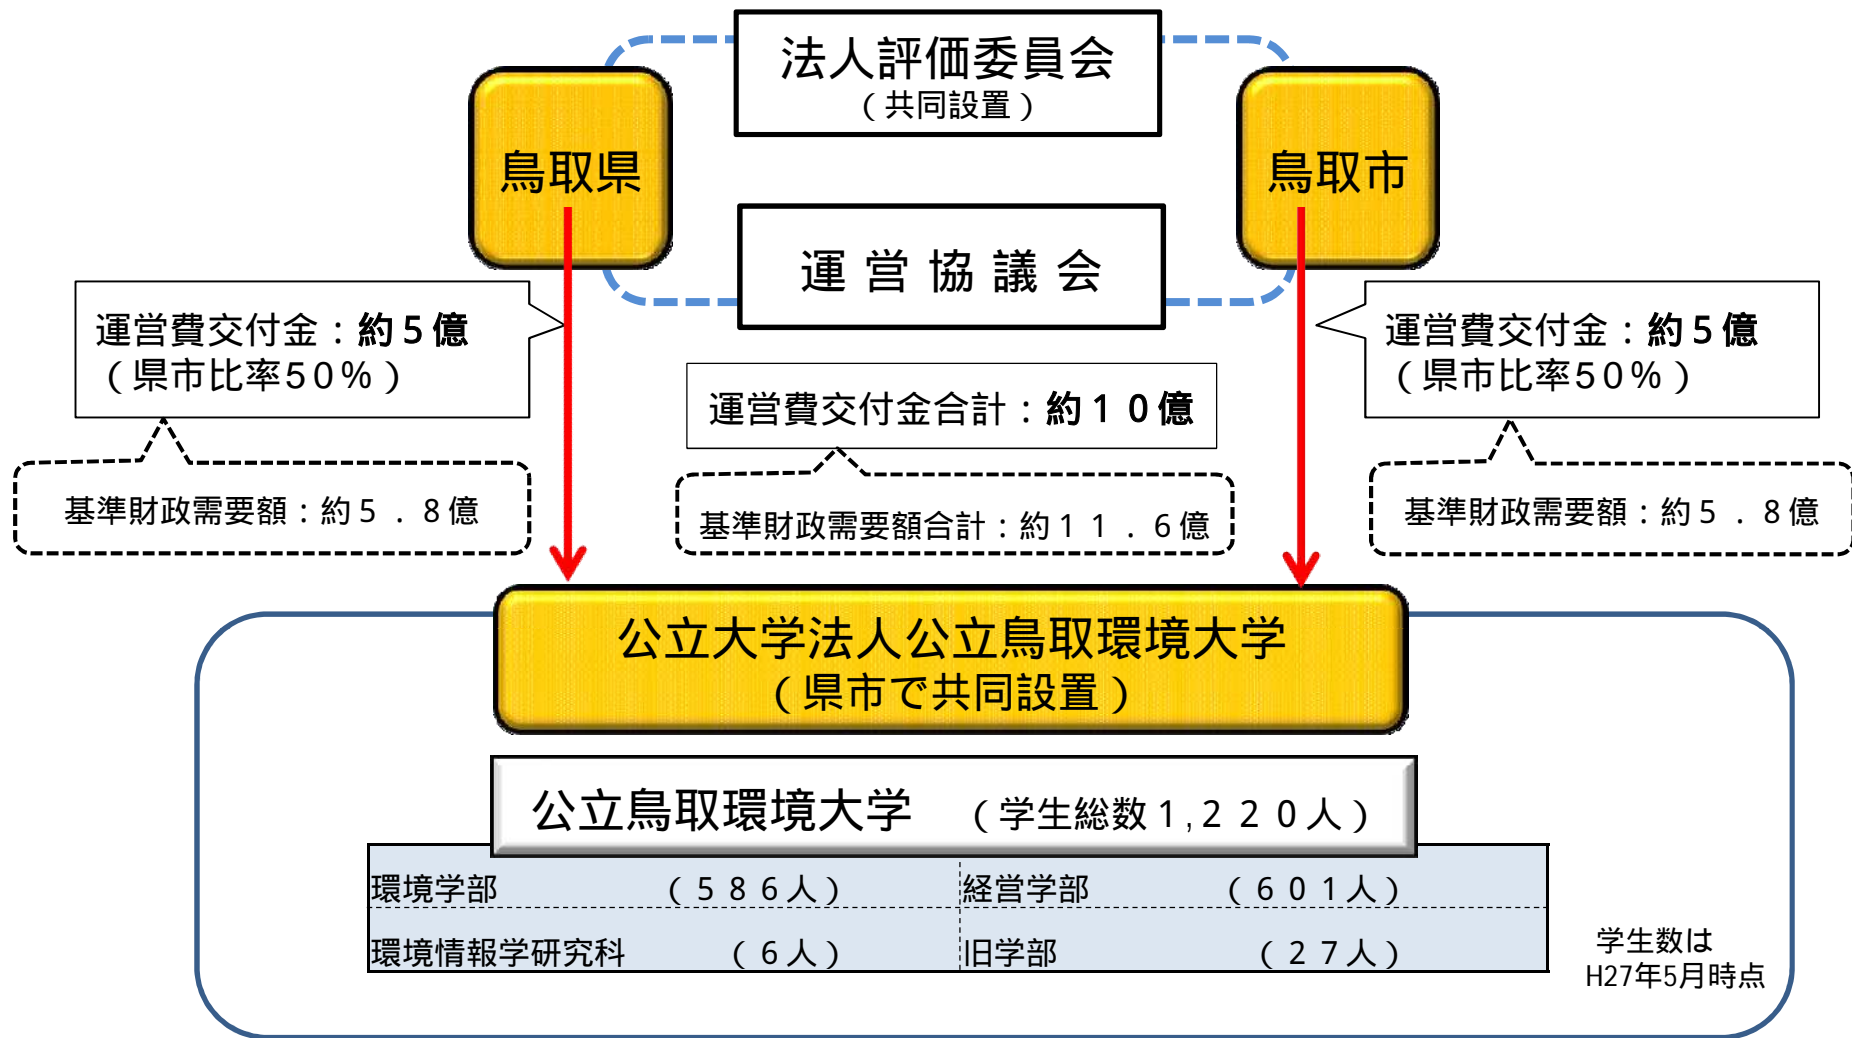 法人評価委員会
（共同設置）
鳥取県
鳥取市
運営協議会
運営費交付金：約５億
（県市比率50％）
運営費交付金：約５億
（県市比率50％）
運営費交付金合計：約１０億
基準財政需要額：約５．８億
基準財政需要額合計：約１１．６億
基準財政需要額：約５．８億
公立大学法人公立鳥取環境大学
（県市で共同設置）
公立鳥取環境大学　（学生総数１,２２０人）
環境学部　（５８６人）
経営学部　（６０１人）
環境情報学研究科　（６人）
旧学部　（２７人）
学生数は
H27年5月時点